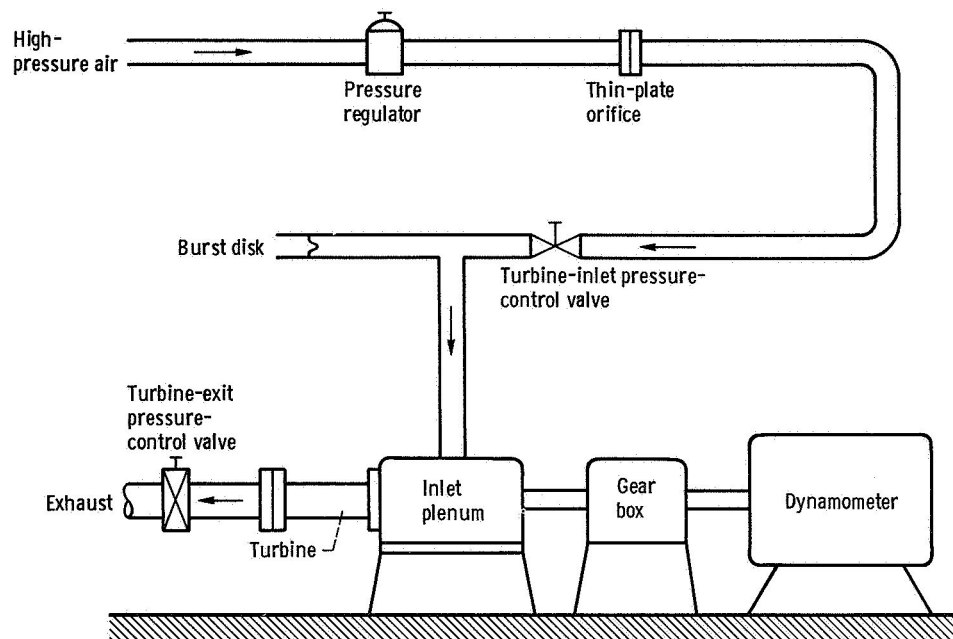 High-
pressure air
Pressure
regulator
Thin-plate
orifice
Burst disk
Turbine-inlet pressure-
control valve
Turbine-exit
pressure-
control valve
Exhaust
Turbine
Inlet
plenum
Gear
box
Dynamometer